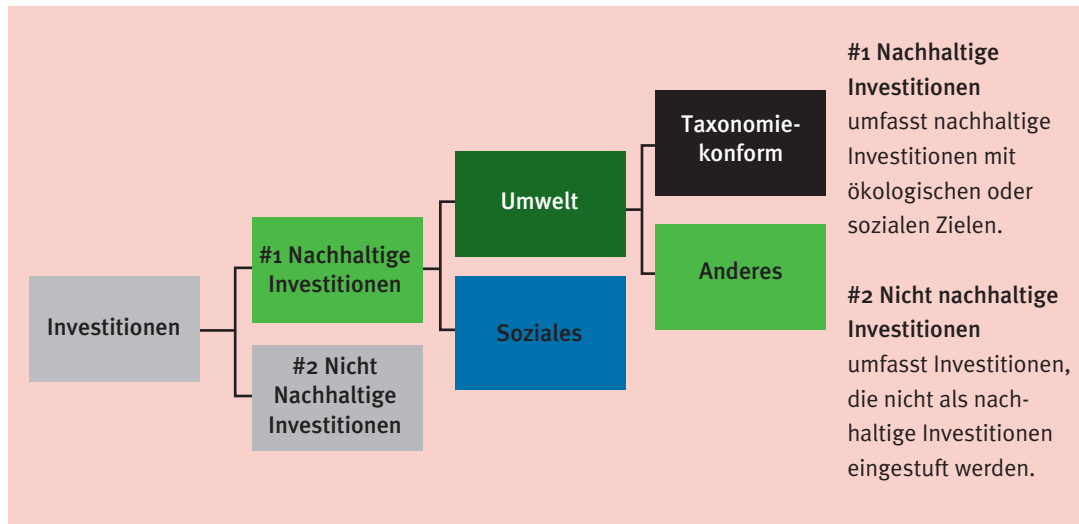 Investitionen
#1 Nachhaltige
Investitionen
#2 Nicht
Nachhaltige
Investitionen
Umwelt
Soziales
Taxonomie-
konform
Anderes
#1 Nachhaltige
Investitionen
umfasst nachhaltige
Investitionen mit
ökologischen oder
sozialen Zielen.
#2 Nicht nachhaltige
Investitionen
umfasst Investitionen,
die nicht als nach-
haltige Investitionen
eingestuft werden.